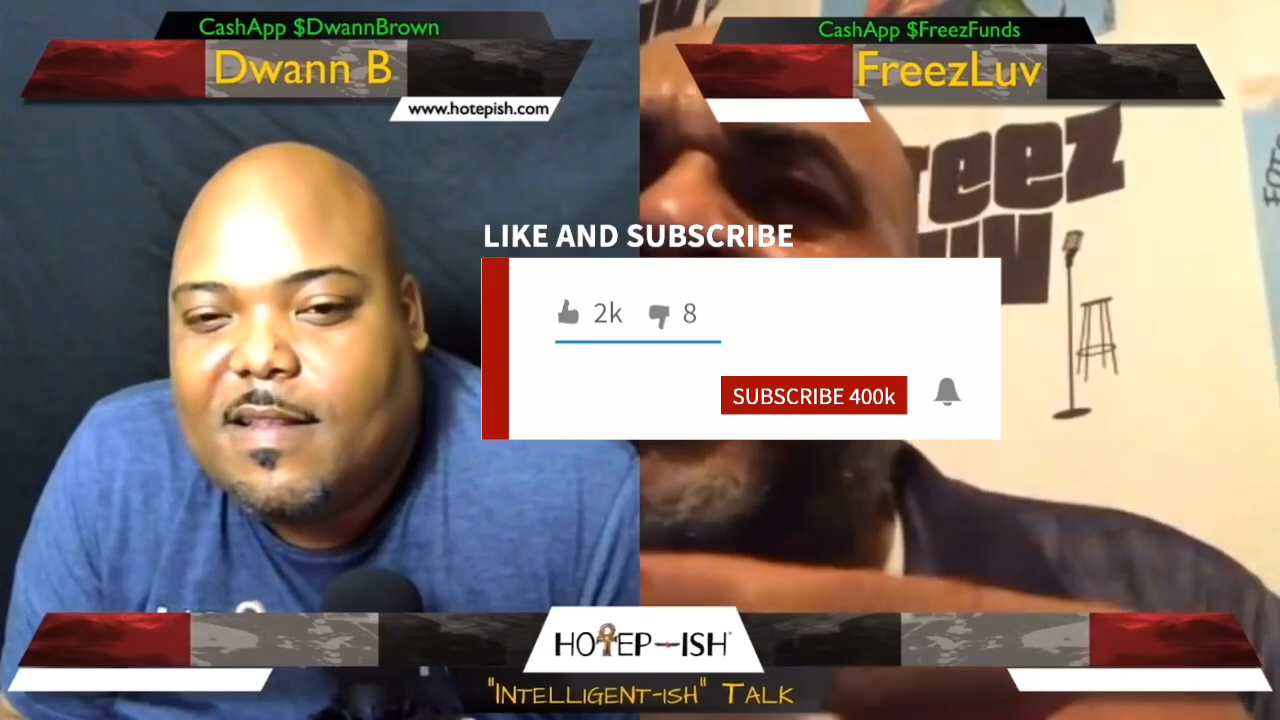 CashApp $DwannBrown
Dwann B
www.hotepish.com
CashApp $FreezFunds
FreezLuv
reez
LIKE AND SUBSCRIBE
2k
8
SUBSCRIBE 400k
HOTEP-ISH
"INTELLIGENT-ISH" TALK